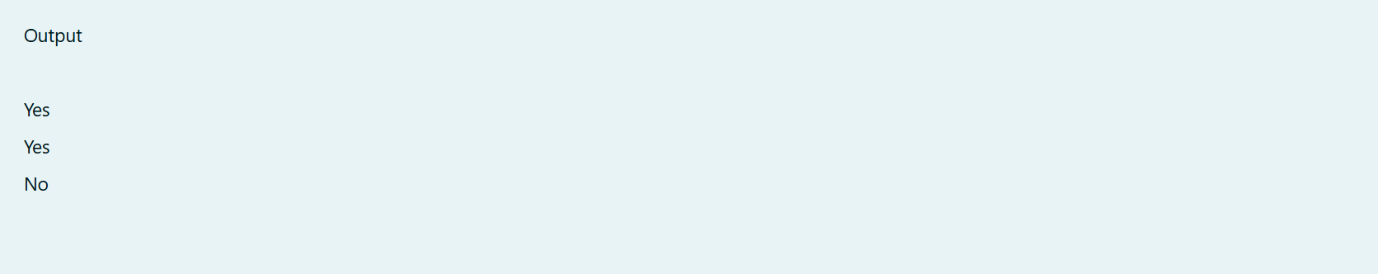 Output
Yes
Yes
No